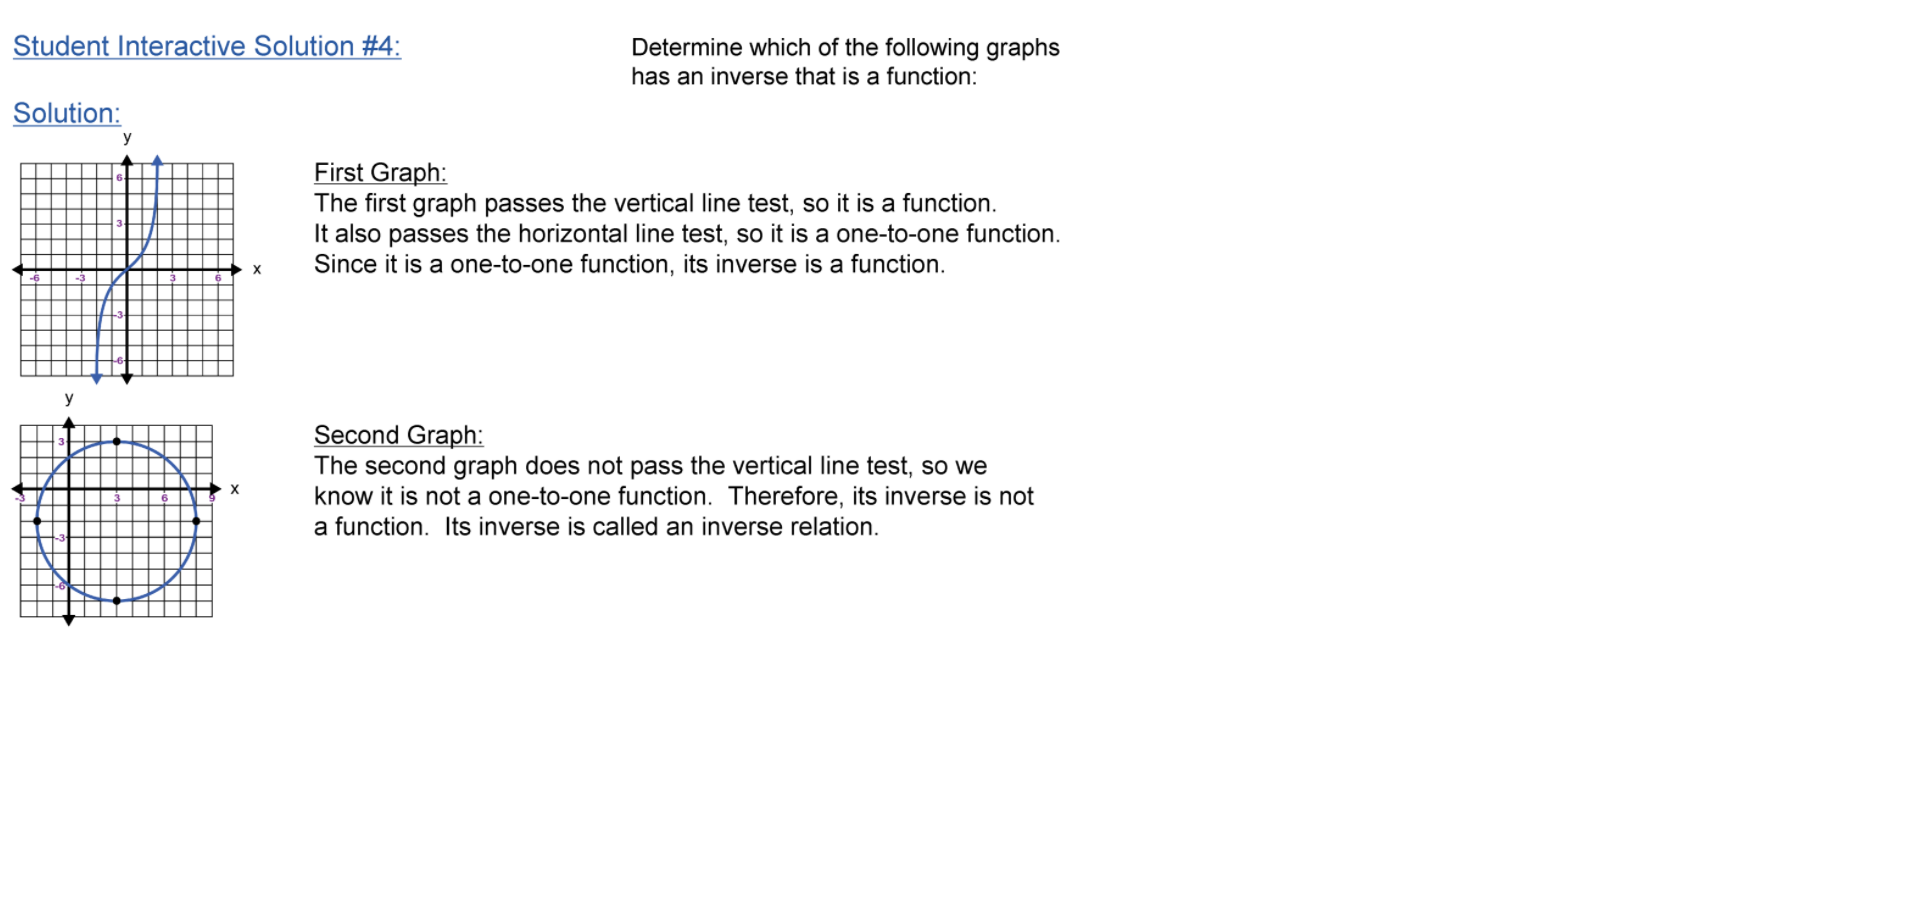 Student Interactive Solution #4:
Determine which of the following graphs
has an inverse that is a function:
Solution:
y
6
3
-6 -3 3 6 x
-3
-6
First Graph:
The first graph passes the vertical line test, so it is a function.
It also passes the horizontal line test, so it is a one-to-one function.
Since it is a one-to-one function, its inverse is a function.
y
3
-3 3 6 9 x
-3
-6
Second Graph:
The second graph does not pass the vertical line test, so we
know it is not a one-to-one function.  Therefore, its inverse is not
a function.  Its inverse is called an inverse relation.